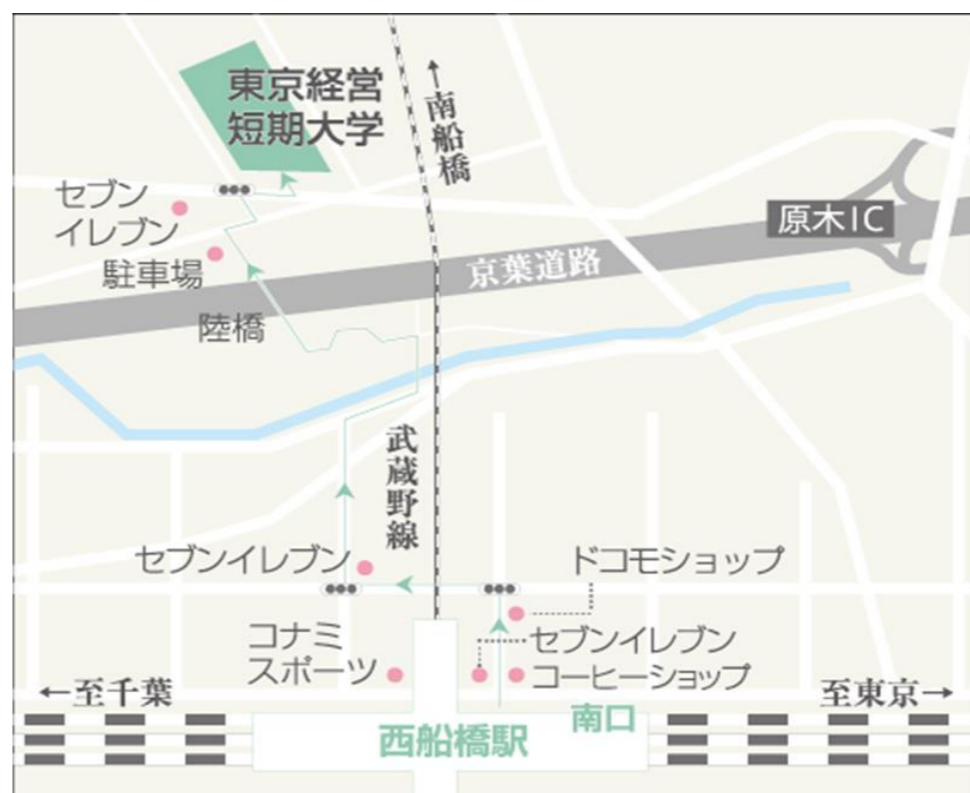 東京経営
短期大学
↑南船橋
セブン
イレブン
駐車場
原木IC
京葉道路
陸橋
武蔵野線
セブンイレブン
ドコモショップ
コナミ
スポーツ
セブンイレブン
コーヒーショップ
←至千葉
至東京→
南口
西船橋駅